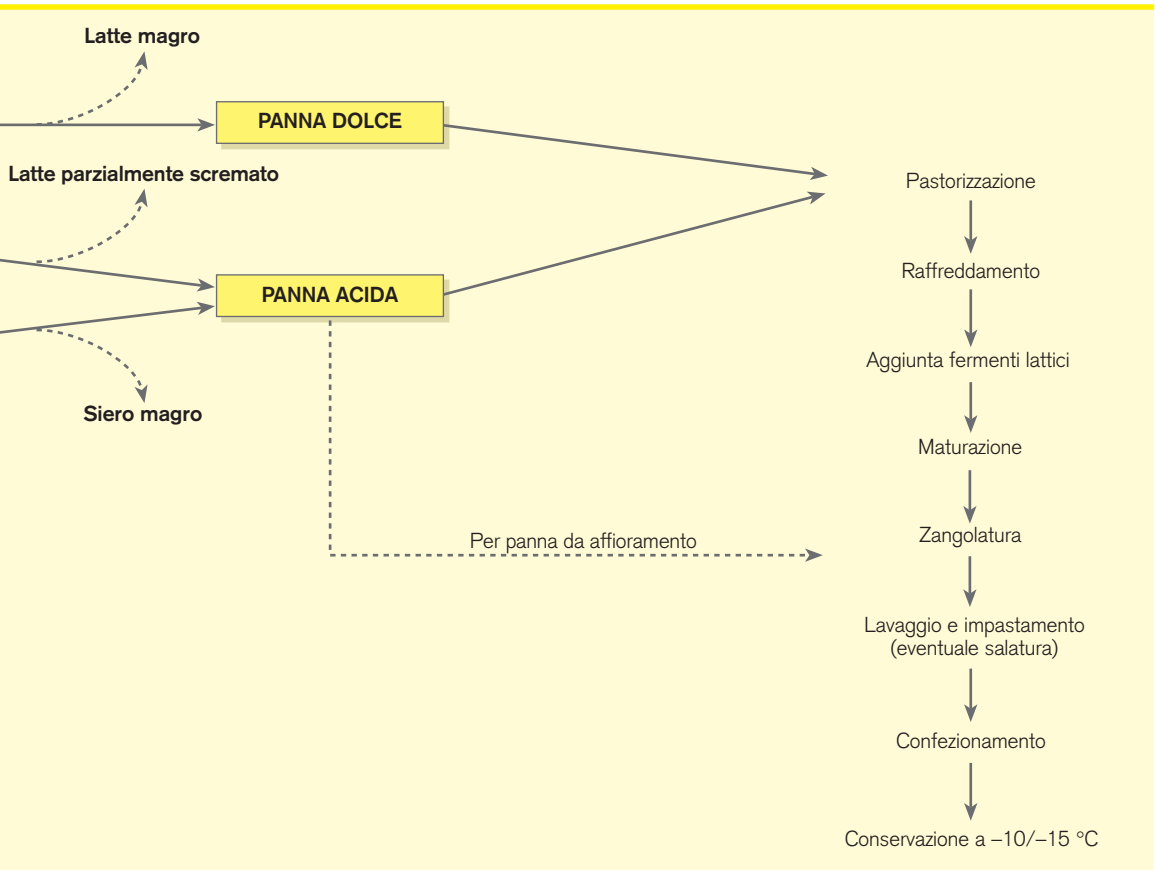 Latte magro
PANNA DOLCE
Latte parzialmente scremato
PANNA ACIDA
Siero magro
Per panna da affioramento
Pastorizzazione
Raffreddamento
Aggiunta fermenti lattici
Maturazione
Zangolatura
Lavaggio e impastamento
(eventuale salatura)
Confezionamento
Conservazione a –10/–15 °C